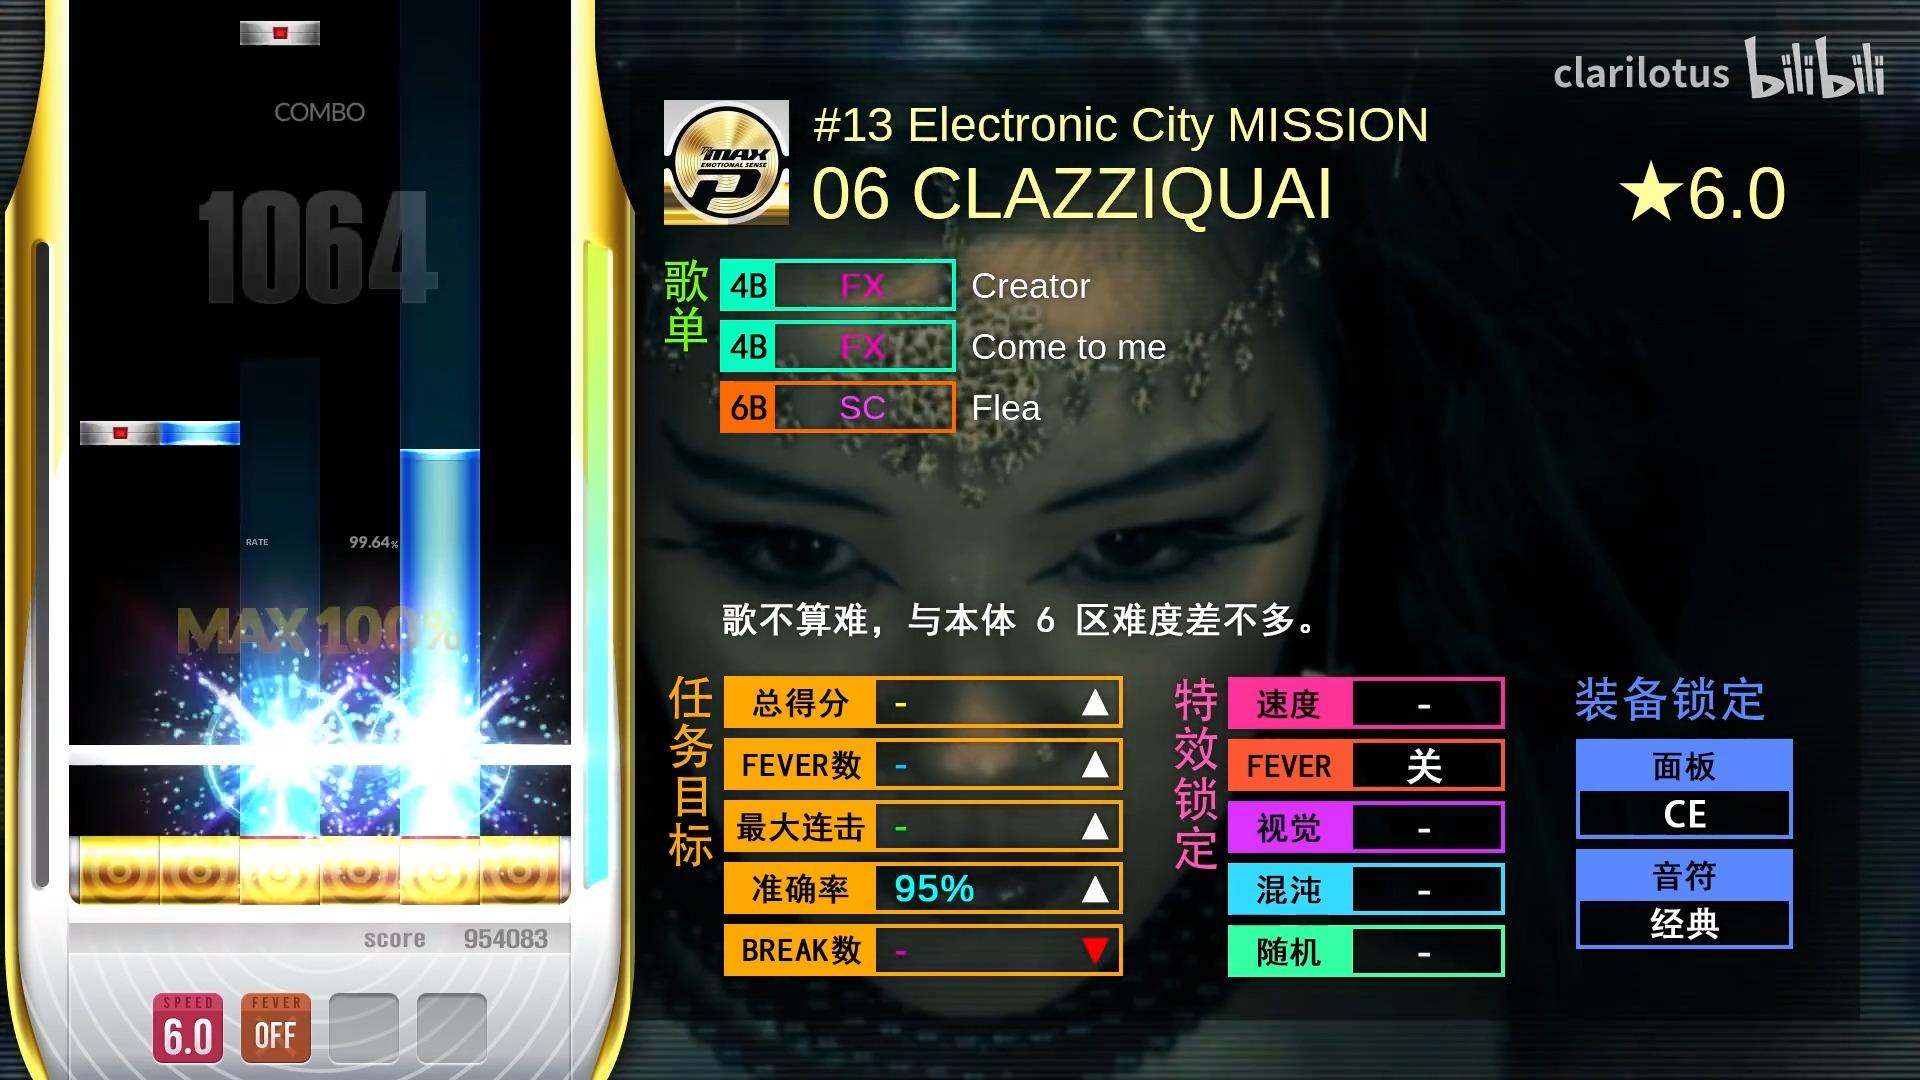 clarilotus bilibili
COMBO
1064
RATE 99.64%
MAX 100%
score 954083
SPEED
6.0
FEVER
OFF
MAX
EMOTIONAL SENSE
#13 Electronic City MISSION
06 CLAZZIQUAI
★6.0
歌单
4B FX Creator
4B FX Come to me
6B SC Flea
歌不算难，与本体 6 区难度差不多。
任务目标
总得分 - ▲
FEVER数 - ▲
最大连击 - ▲
准确率 95% ▲
BREAK数 - ▼
特效锁定
速度 -
FEVER 关
视觉 -
混沌 -
随机 -
装备锁定
面板
CE
音符
经典